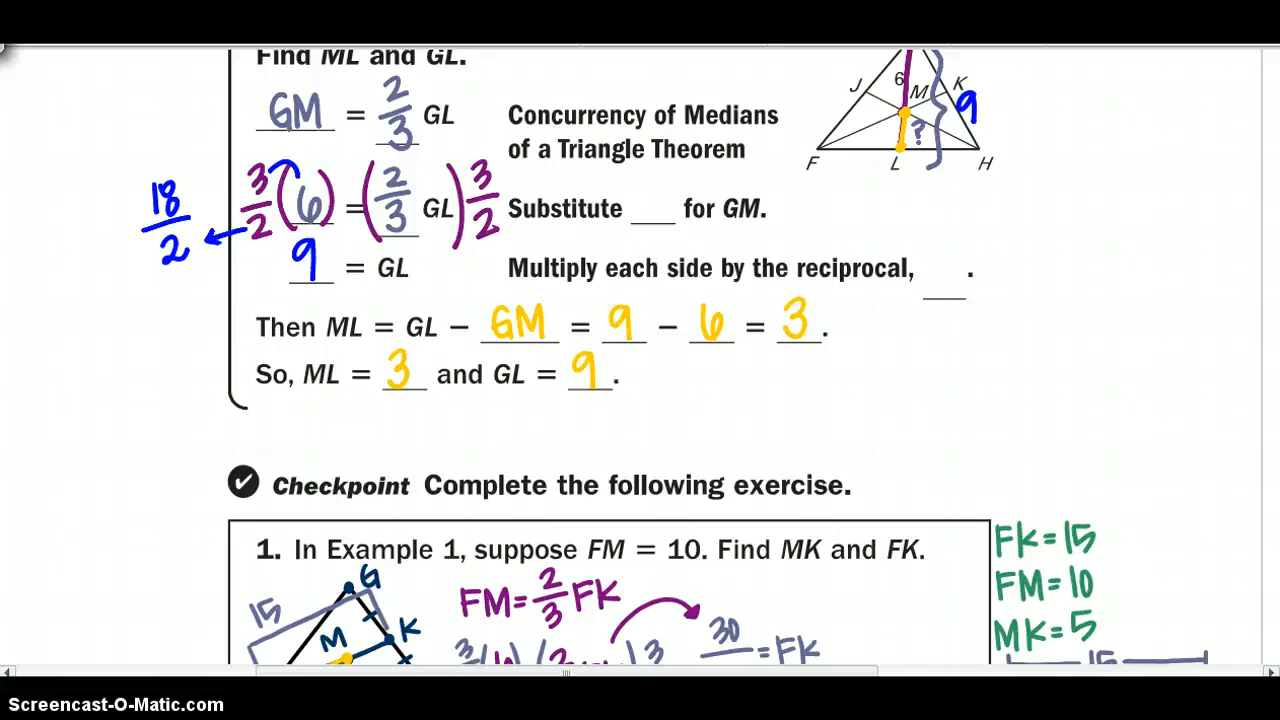 Find ML and GL.
GM = 2/3 GL Concurrency of Medians
of a Triangle Theorem
3/2 (6) = (2/3 GL) 3/2 Substitute ___ for GM.
18/2
9 = GL Multiply each side by the reciprocal, ___.
Then ML = GL − GM = 9 − 6 = 3.
So, ML = 3 and GL = 9.
6
J
M
K
9
?
F
L
H
✔ Checkpoint Complete the following exercise.
1. In Example 1, suppose FM = 10. Find MK and FK.
FK = 15
FM = 10
MK = 5
15
G
15
M
K
FM = 2/3 FK
30
= FK
Screencast-O-Matic.com